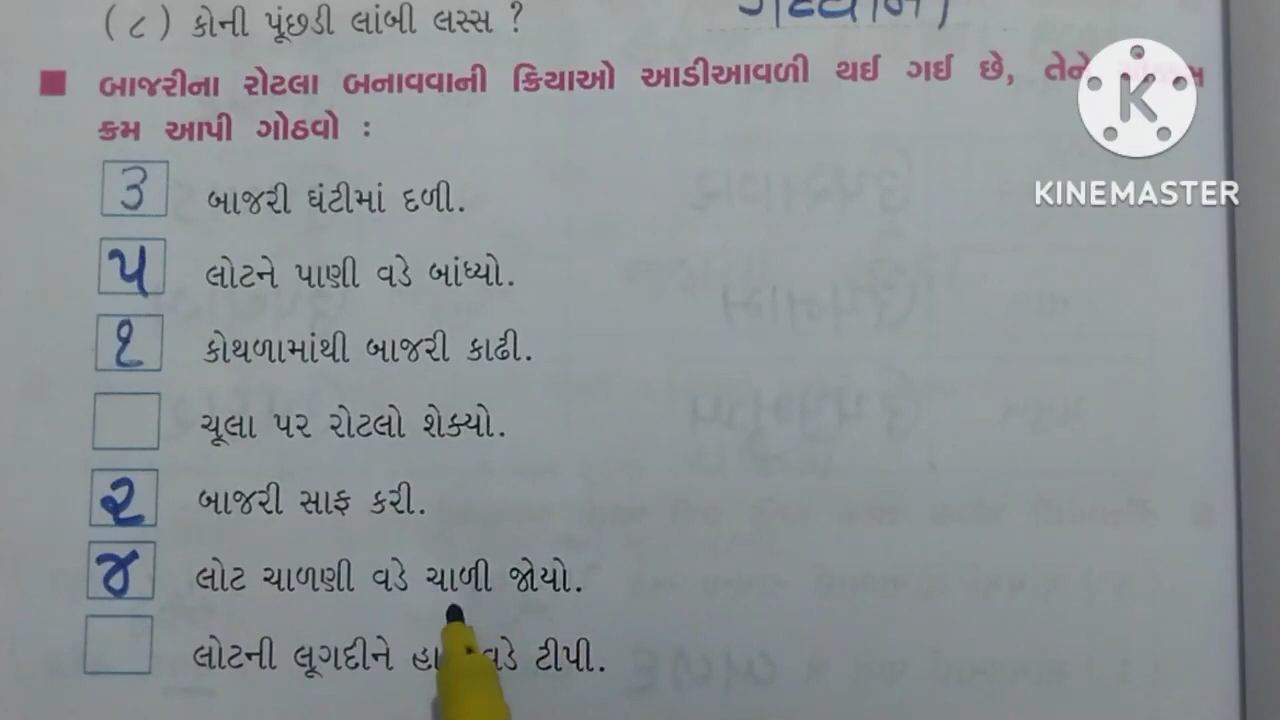 (૮) કોની પૂંછડી લાંબી લસ્સ ?
બાજરીના રોટલા બનાવવાની ક્રિયાઓ આડીઆવળી થઈ ગઈ છે, તેને
ક્રમ આપી ગોઠવો :
૩ બાજરી ઘંટીમાં દળી.
૫ લોટને પાણી વડે બાંધ્યો.
૧ કોથળામાંથી બાજરી કાઢી.
ચૂલા પર રોટલો શેક્યો.
૨ બાજરી સાફ કરી.
૪ લોટ ચાળણી વડે ચાળી જોયો.
લોટની લૂગદીને વડે ટીપી.
K
KINEMASTER